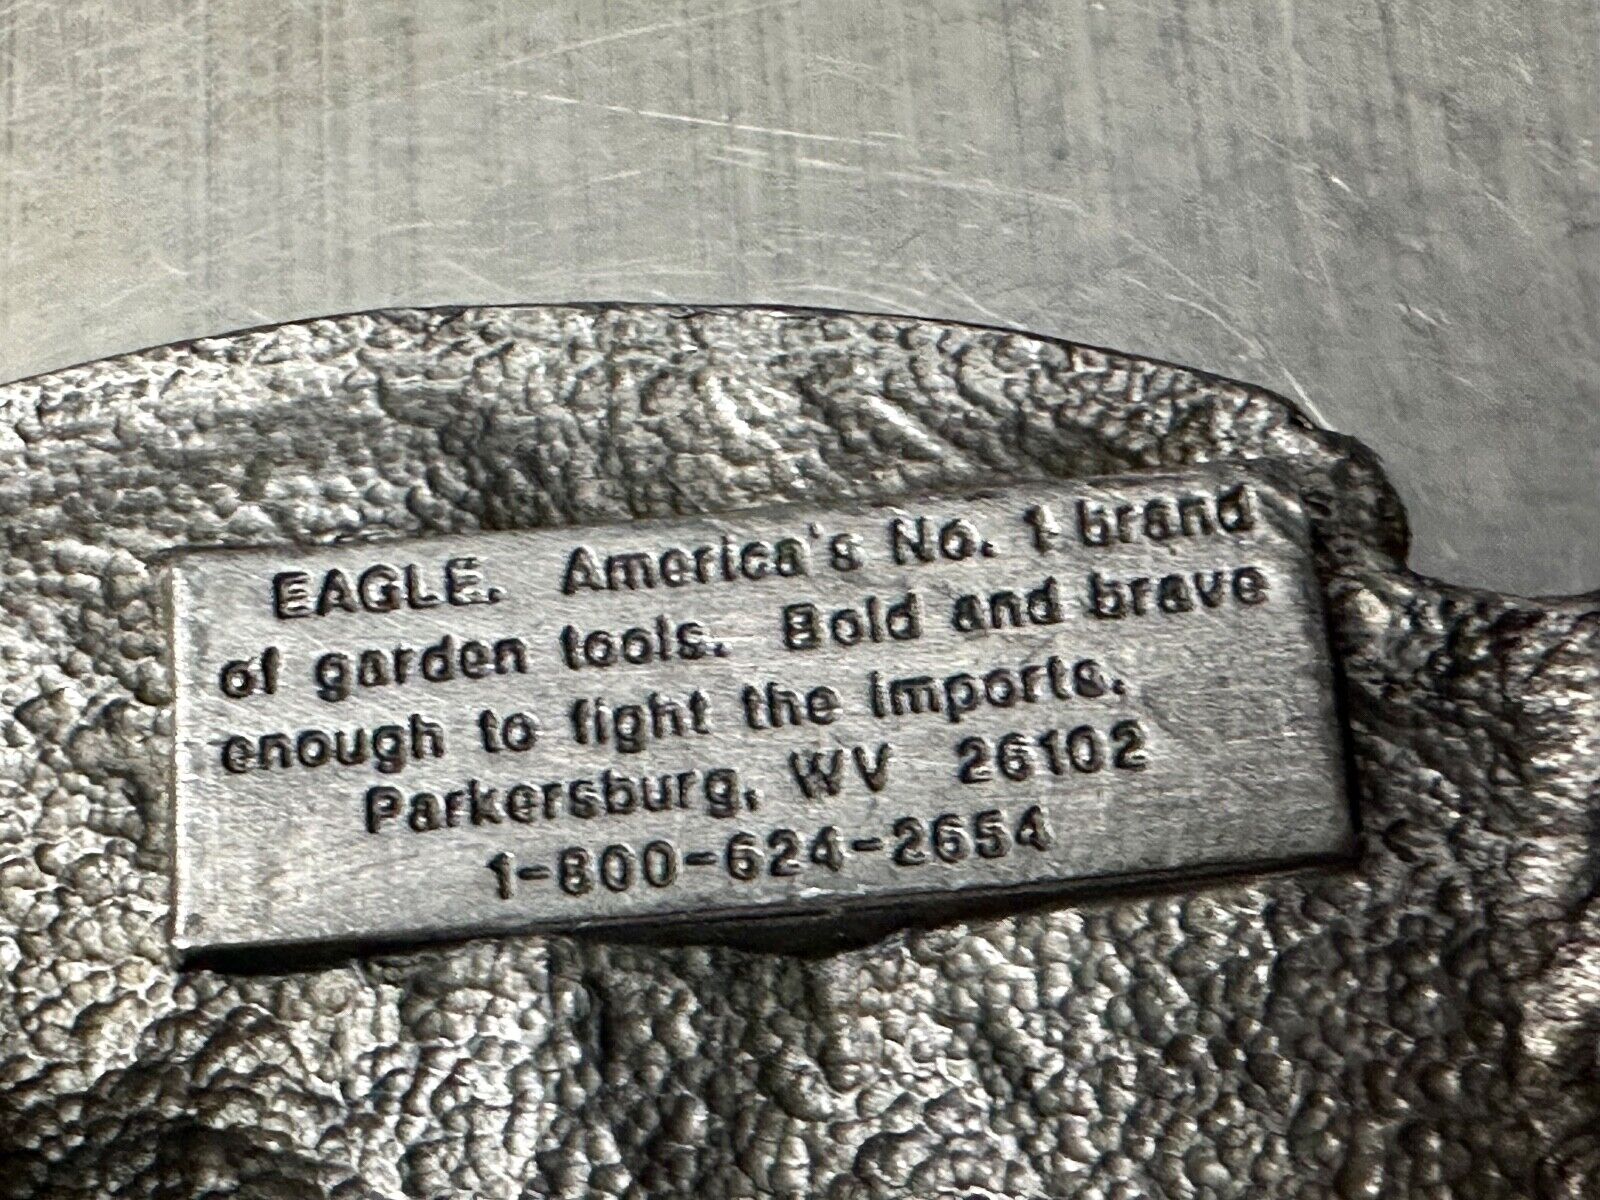 EAGLE. America's No. 1 brand
of garden tools. Bold and brave
enough to fight the imports.
Parkersburg, WV 26102
1-800-624-2654